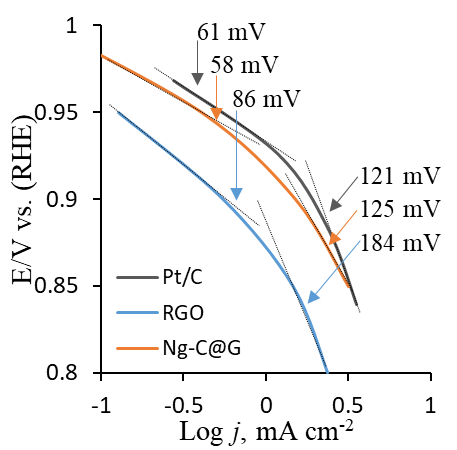 1
61 mV
58 mV
86 mV
0.95
0.9
121 mV
125 mV
184 mV
0.85
0.8
E/V vs. (RHE)
Pt/C
RGO
Ng-C@G
-1
-0.5
0
0.5
1
Log j, mA cm-2